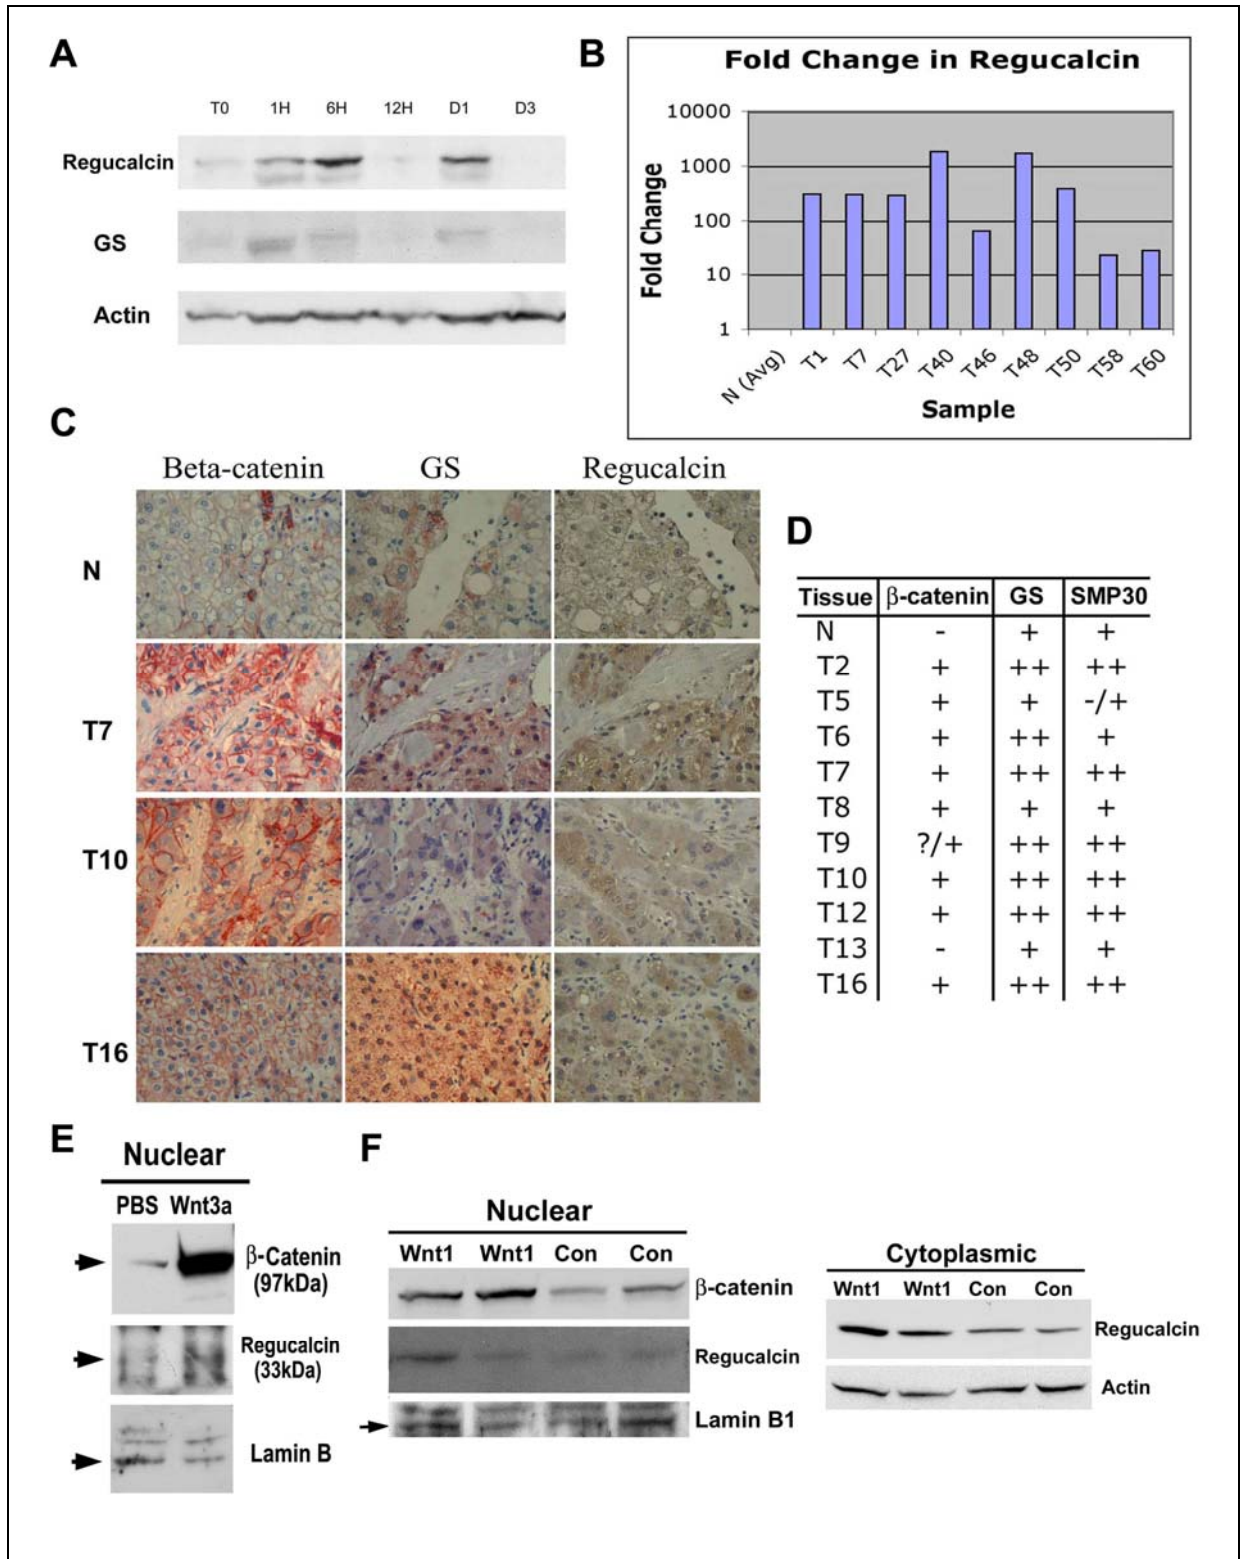 A
T0 1H 6H 12H D1 D3
Regucalcin
GS
Actin
B
Fold Change in Regucalcin
Fold Change
10000
1000
100
10
1
N (Avg) T1 T7 T27 T40 T46 T48 T50 T58 T60
Sample
C
Beta-catenin GS Regucalcin
N
T7
T10
T16
D
Tissue β-catenin GS SMP30
N - + +
T2 + ++ ++
T5 + + -/+
T6 + ++ +
T7 + ++ ++
T8 + + +
T9 ?/+ ++ ++
T10 + ++ ++
T12 + ++ ++
T13 - + +
T16 + ++ ++
E
Nuclear
PBS Wnt3a
β-Catenin
(97kDa)
Regucalcin
(33kDa)
Lamin B
F
Nuclear
Wnt1 Wnt1 Con Con
β-catenin
Regucalcin
Lamin B1
Cytoplasmic
Wnt1 Wnt1 Con Con
Regucalcin
Actin